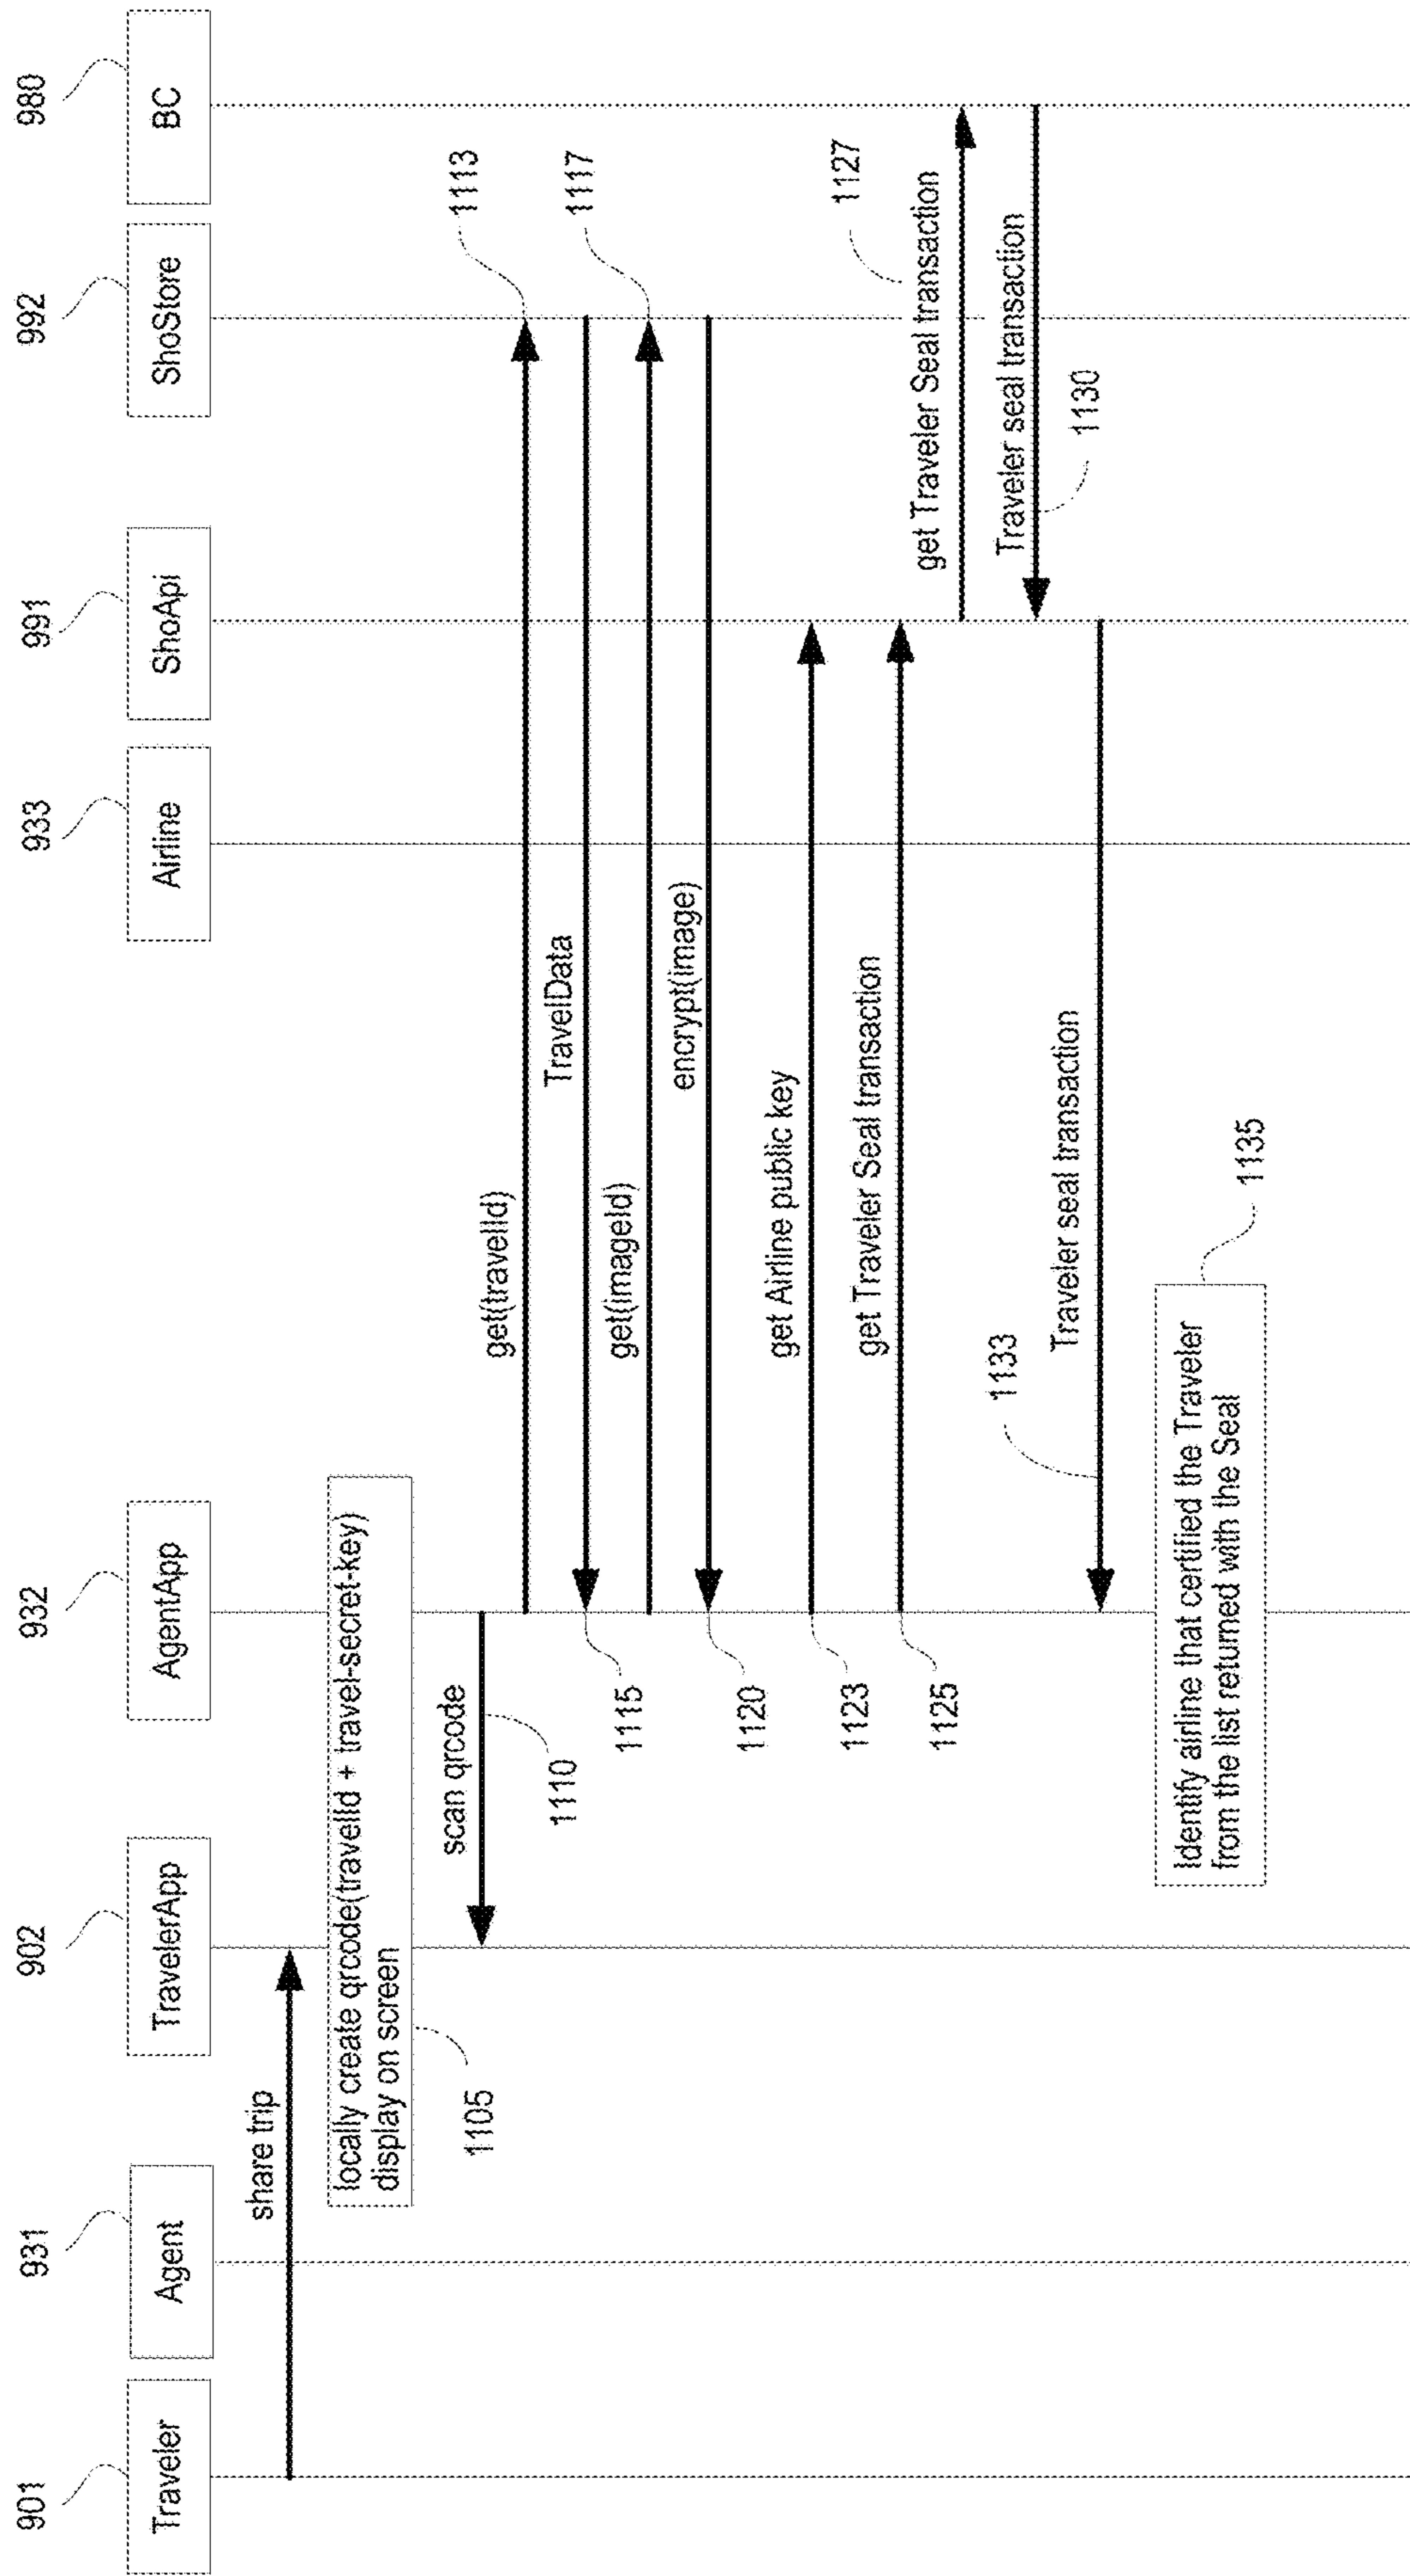 901
931
902
932
933
991
992
980
Traveler
Agent
TravelerApp
AgentApp
Airline
ShoApi
ShoStore
BC
share trip
locally create qrcode(travelId + travel-secret-key)
display on screen
1105
scan qrcode
1110
get(travelId)
1113
TravelData
1115
get(imageId)
1117
encrypt(image)
1120
get Airline public key
1123
get Traveler Seal transaction
1125
get Traveler Seal transaction
1127
Traveler seal transaction
1130
Traveler seal transaction
1133
Identify airline that certified the Traveler
from the list returned with the Seal
1135